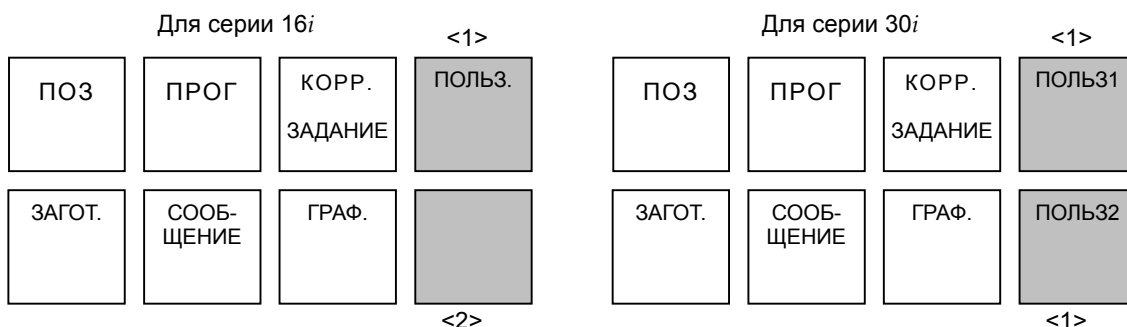 Для серии 16i
<1>
ПОЗ
ПРОГ
КОРР.
ЗАДАНИЕ
ПОЛЬЗ.
ЗАГОТ.
СООБ-
ЩЕНИЕ
ГРАФ.
<2>
Для серии 30i
<1>
ПОЗ
ПРОГ
КОРР.
ЗАДАНИЕ
ПОЛЬЗ1
ЗАГОТ.
СООБ-
ЩЕНИЕ
ГРАФ.
ПОЛЬЗ2
<1>